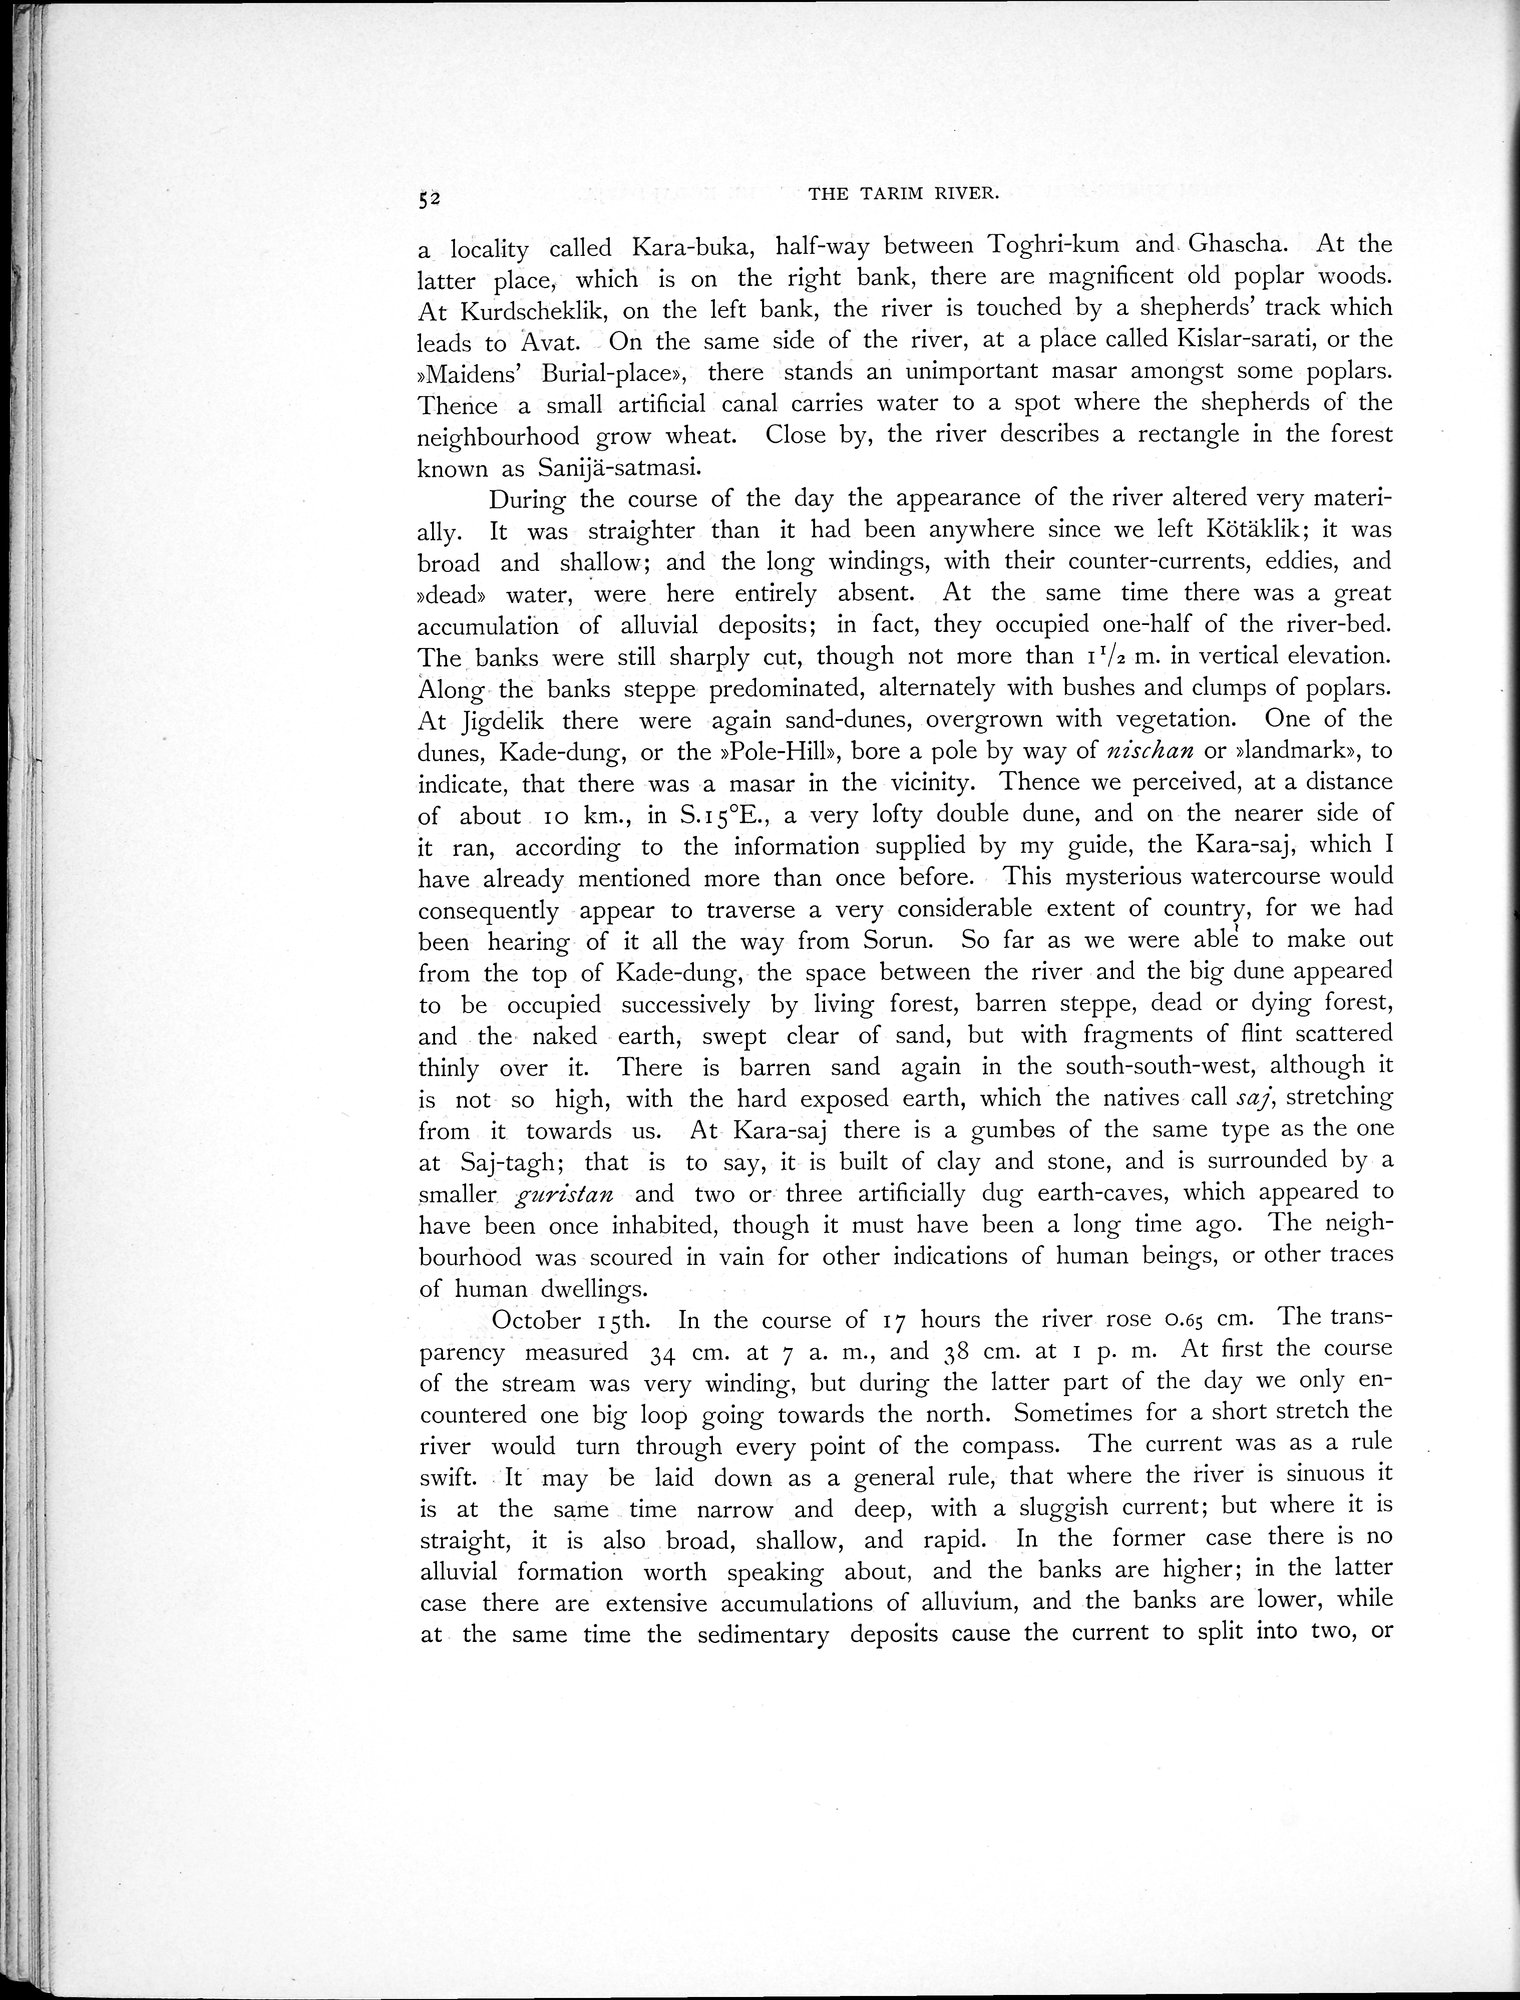 52
THE TARIM RIVER.
a locality called Kara-buka, half-way between Toghri-kum and Ghascha. At the
latter place, which is on the right bank, there are magnificent old poplar woods.
At Kurdscheklik, on the left bank, the river is touched by a shepherds’ track which
leads to Avat. On the same side of the river, at a place called Kislar-sarati, or the
»Maidens’ Burial-place», there stands an unimportant masar amongst some poplars.
Thence a small artificial canal carries water to a spot where the shepherds of the
neighbourhood grow wheat. Close by, the river describes a rectangle in the forest
known as Sanijä-satmasi.
During the course of the day the appearance of the river altered very materi-
ally. It was straighter than it had been anywhere since we left Kötäklik; it was
broad and shallow; and the long windings, with their counter-currents, eddies, and
»dead» water, were here entirely absent. At the same time there was a great
accumulation of alluvial deposits; in fact, they occupied one-half of the river-bed.
The banks were still sharply cut, though not more than 1 1/2 m. in vertical elevation.
Along the banks steppe predominated, alternately with bushes and clumps of poplars.
At Jigdelik there were again sand-dunes, overgrown with vegetation. One of the
dunes, Kade-dung, or the »Pole-Hill», bore a pole by way of nischan or »landmark», to
indicate, that there was a masar in the vicinity. Thence we perceived, at a distance
of about 10 km., in S.15°E., a very lofty double dune, and on the nearer side of
it ran, according to the information supplied by my guide, the Kara-saj, which I
have already mentioned more than once before. This mysterious watercourse would
consequently appear to traverse a very considerable extent of country, for we had
been hearing of it all the way from Sorun. So far as we were able to make out
from the top of Kade-dung, the space between the river and the big dune appeared
to be occupied successively by living forest, barren steppe, dead or dying forest,
and the naked earth, swept clear of sand, but with fragments of flint scattered
thinly over it. There is barren sand again in the south-south-west, although it
is not so high, with the hard exposed earth, which the natives call saj, stretching
from it towards us. At Kara-saj there is a gumbes of the same type as the one
at Saj-tagh; that is to say, it is built of clay and stone, and is surrounded by a
smaller guristan and two or three artificially dug earth-caves, which appeared to
have been once inhabited, though it must have been a long time ago. The neigh-
bourhood was scoured in vain for other indications of human beings, or other traces
of human dwellings.
October 15th. In the course of 17 hours the river rose 0.65 cm. The trans-
parency measured 34 cm. at 7 a. m., and 38 cm. at 1 p. m. At first the course
of the stream was very winding, but during the latter part of the day we only en-
countered one big loop going towards the north. Sometimes for a short stretch the
river would turn through every point of the compass. The current was as a rule
swift. It may be laid down as a general rule, that where the river is sinuous it
is at the same time narrow and deep, with a sluggish current; but where it is
straight, it is also broad, shallow, and rapid. In the former case there is no
alluvial formation worth speaking about, and the banks are higher; in the latter
case there are extensive accumulations of alluvium, and the banks are lower, while
at the same time the sedimentary deposits cause the current to split into two, or